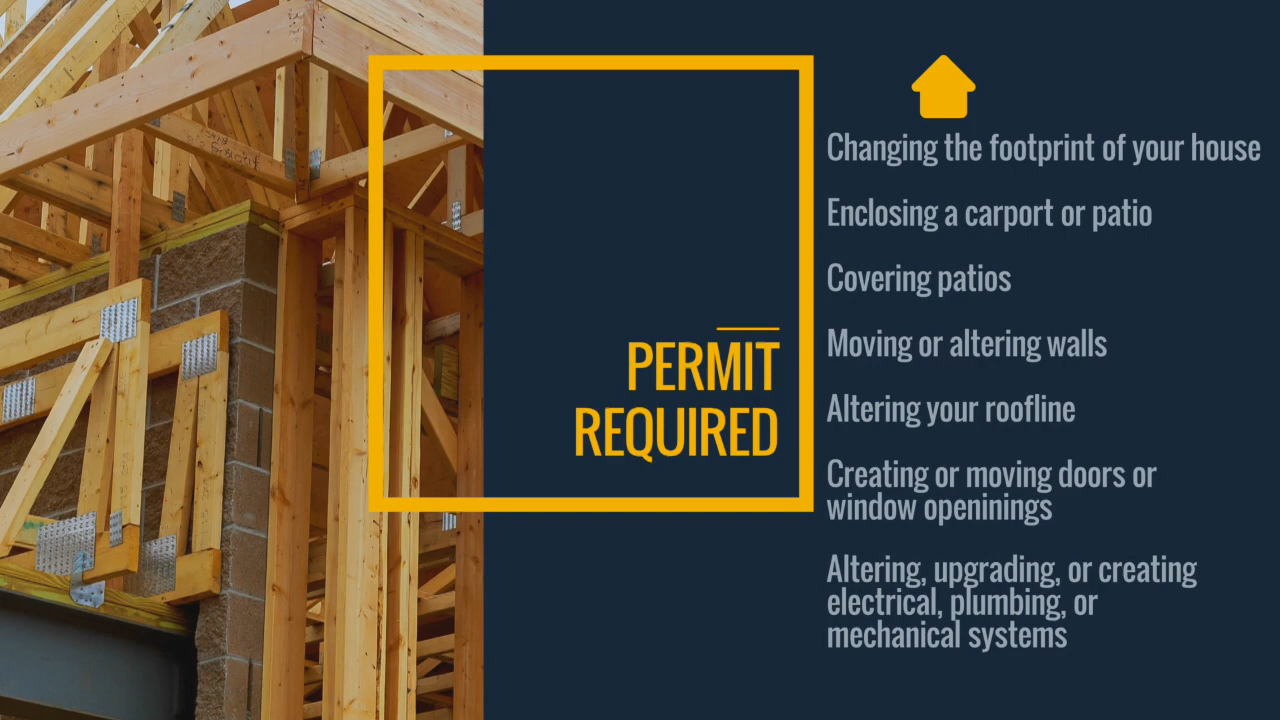 PERMIT
REQUIRED
Changing the footprint of your house
Enclosing a carport or patio
Covering patios
Moving or altering walls
Altering your roofline
Creating or moving doors or
window openinings
Altering, upgrading, or creating
electrical, plumbing, or
mechanical systems